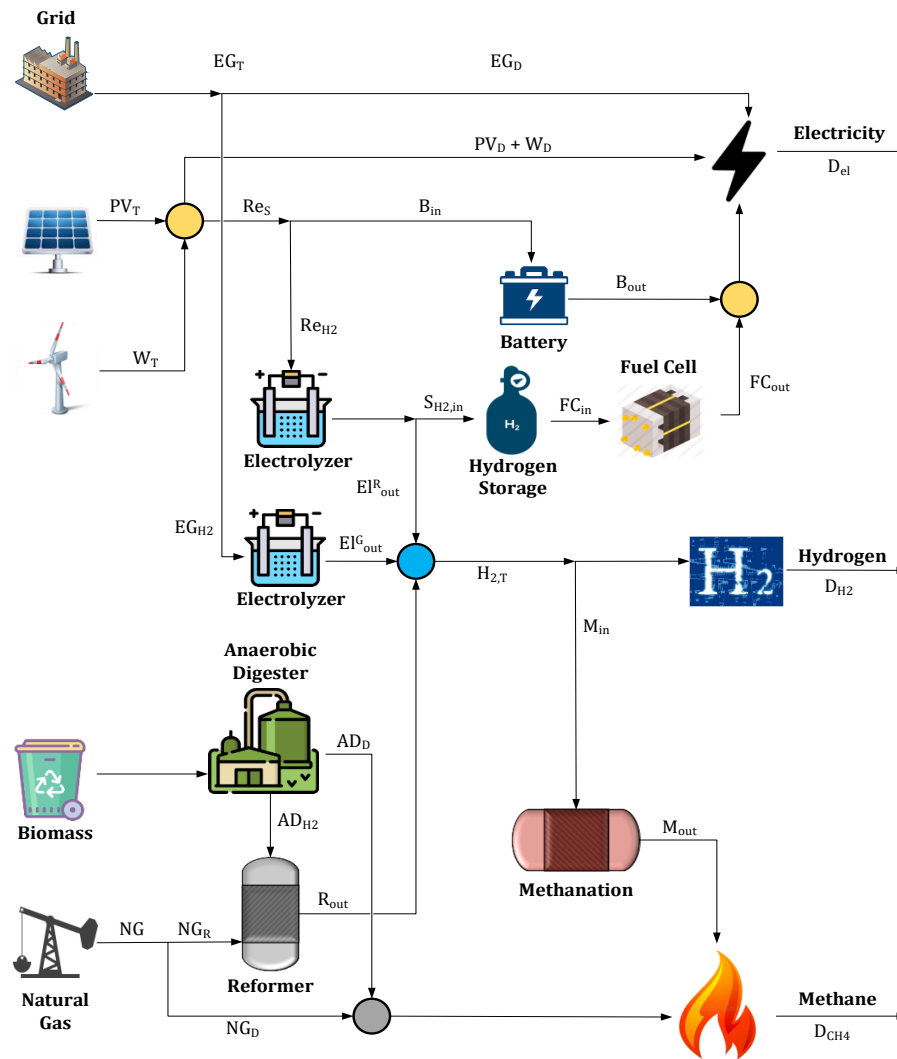 Grid
EG_T
EG_D
Electricity
D_el
PV_D + W_D
PV_T
Re_S
B_in
W_T
Re_H2
B_out
Battery
Fuel Cell
FC_out
+ −
S_H2,in
FC_in
H₂
Electrolyzer
Hydrogen
Storage
El^R_out
EG_H2
+ −
El^G_out
Electrolyzer
H_2,T
H2
Hydrogen
D_H2
M_in
Anaerobic
Digester
AD_D
Biomass
AD_H2
M_out
Methanation
R_out
NG
NG_R
Reformer
Natural
Gas
NG_D
Methane
D_CH4